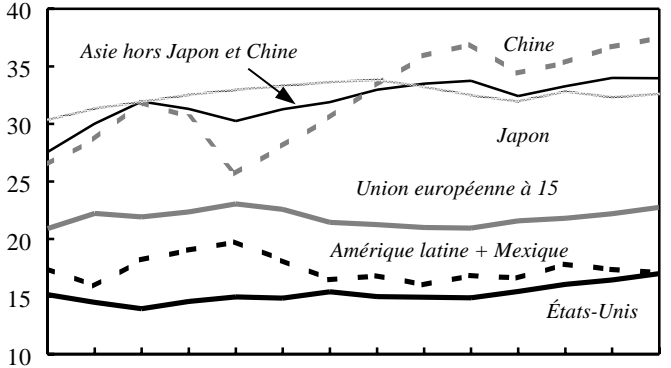 40
Chine
Asie hors Japon et Chine
35
30
Japon
25
Union européenne à 15
20
Amérique latine + Mexique
15
États-Unis
10